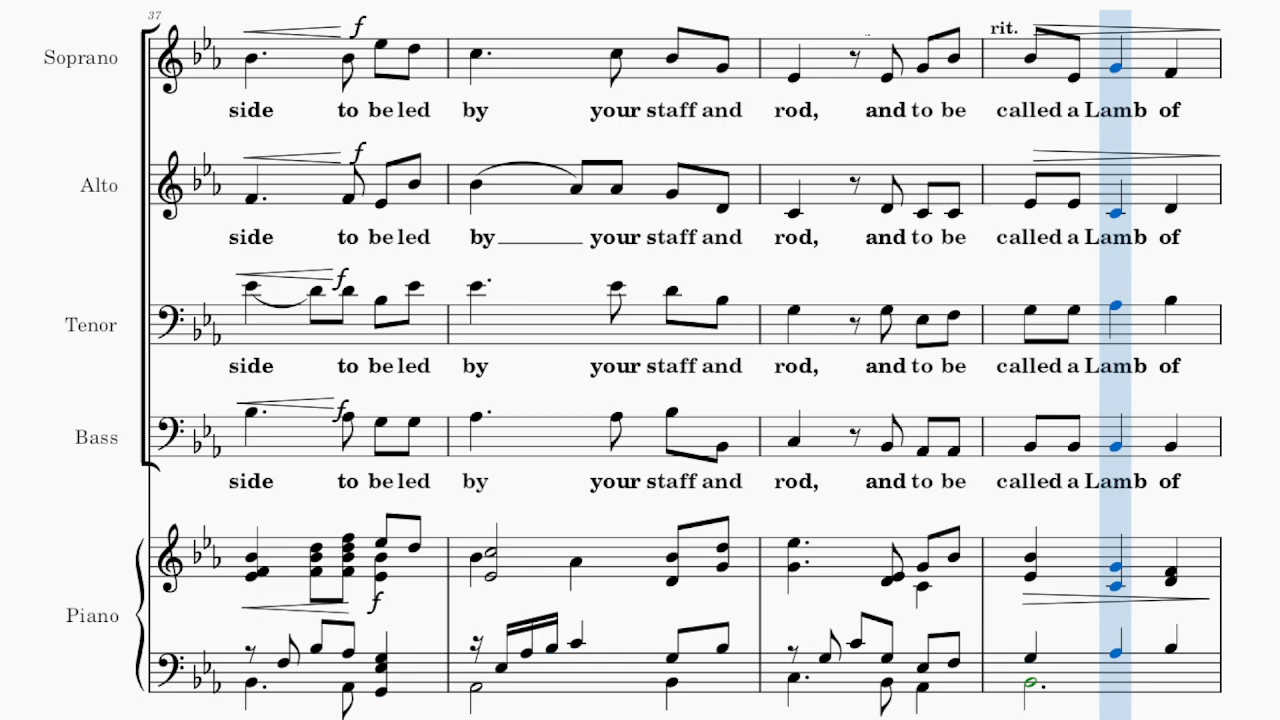 37
f
rit.
Soprano
side to be led by your staff and rod, and to be called a Lamb of
f
Alto
side to be led by your staff and rod, and to be called a Lamb of
f
Tenor
side to be led by your staff and rod, and to be called a Lamb of
f
Bass
side to be led by your staff and rod, and to be called a Lamb of
f
Piano